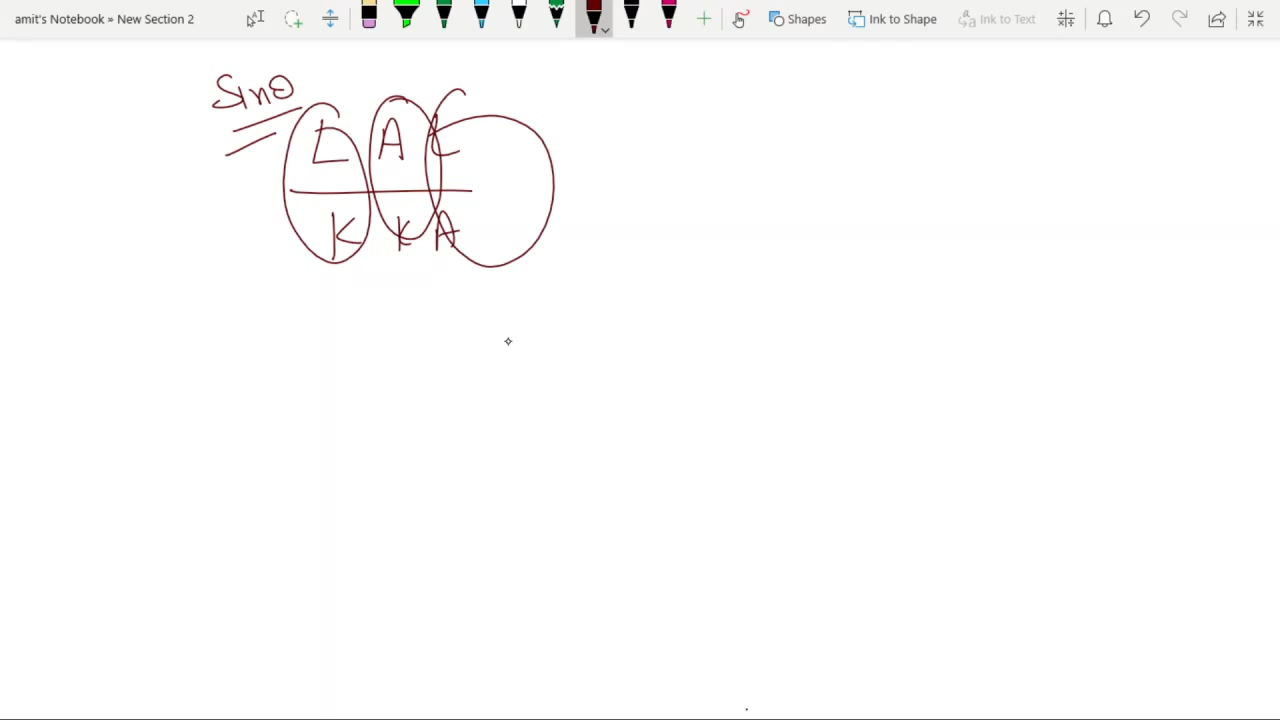 amit's Notebook » New Section 2
Shapes
Ink to Shape
Ink to Text
Sinθ
L A L
K K A